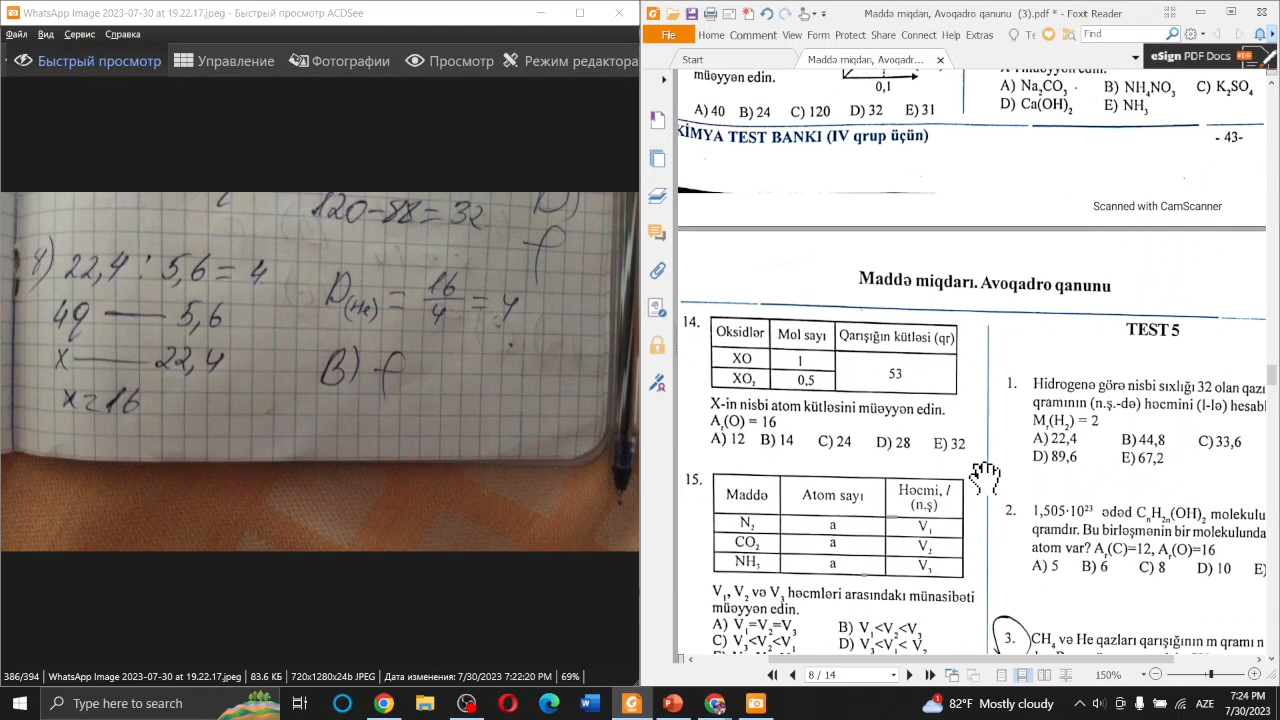 WhatsApp Image 2023-07-30 at 19.22.17.jpeg - Быстрый просмотр ACDSee
Файл Вид Сервис Справка
Быстрый просмотр Управление Фотографии Просмотр Режим редактора
120-88=32 D)
22,4 : 5,6 = 4
4q — 5,6
x — 22,4
x=16
D(He) = 16/4 = 4
B)
386/394 WhatsApp Image 2023-07-30 at 19.22.17.jpeg 83.6 КБ 780x1304x24b JPEG Дата изменения: 7/30/2023 7:22:20 PM 69%
Maddə miqdarı, Avoqadro qanunu (3).pdf * - Foxit Reader
File Home Comment View Form Protect Share Connect Help Extras Find
Start Maddə miqdarı, Avoqadr... eSign PDF Docs
müəyyən edin.
0,1
A) 40 B) 24 C) 120 D) 32 E) 31
A) Na₂CO₃ B) NH₄NO₃ C) K₂SO₄
D) Ca(OH)₂ E) NH₃
KİMYA TEST BANKI (IV qrup üçün)
- 43-
Scanned with CamScanner
Maddə miqdarı. Avoqadro qanunu
14. Oksidlər Mol sayı Qarışığın kütləsi (qr)
XO 1 53
XO₂ 0,5
X-in nisbi atom kütləsini müəyyən edin.
Aᵣ(O) = 16
A) 12 B) 14 C) 24 D) 28 E) 32
15. Maddə Atom sayı Həcmi, l (n.ş)
N₂ a V₁
CO₂ a V₂
NH₃ a V₃
V₁, V₂ və V₃ həcmləri arasındakı münasibəti
müəyyən edin.
A) V₁=V₂=V₃ B) V₁<V₂<V₃
C) V₃<V₂<V₁ D) V₃<V₁< V₂
TEST 5
1. Hidrogenə görə nisbi sıxlığı 32 olan qazı
qramının (n.ş.-də) həcmini (l-lə) hesabl
Mᵣ(H₂) = 2
A) 22,4 B) 44,8 C) 33,6
D) 89,6 E) 67,2
2. 1,505·10²³ ədəd CₙH₂ₙ(OH)₂ molekulu
qramdır. Bu birləşmənin bir molekulunda
atom var? Aᵣ(C)=12, Aᵣ(O)=16
A) 5 B) 6 C) 8 D) 10 E)
3. CH₄ və He qazları qarışığının m qramı n
8 / 14 150%
Type here to search
82°F Mostly cloudy AZE 7:24 PM
7/30/2023